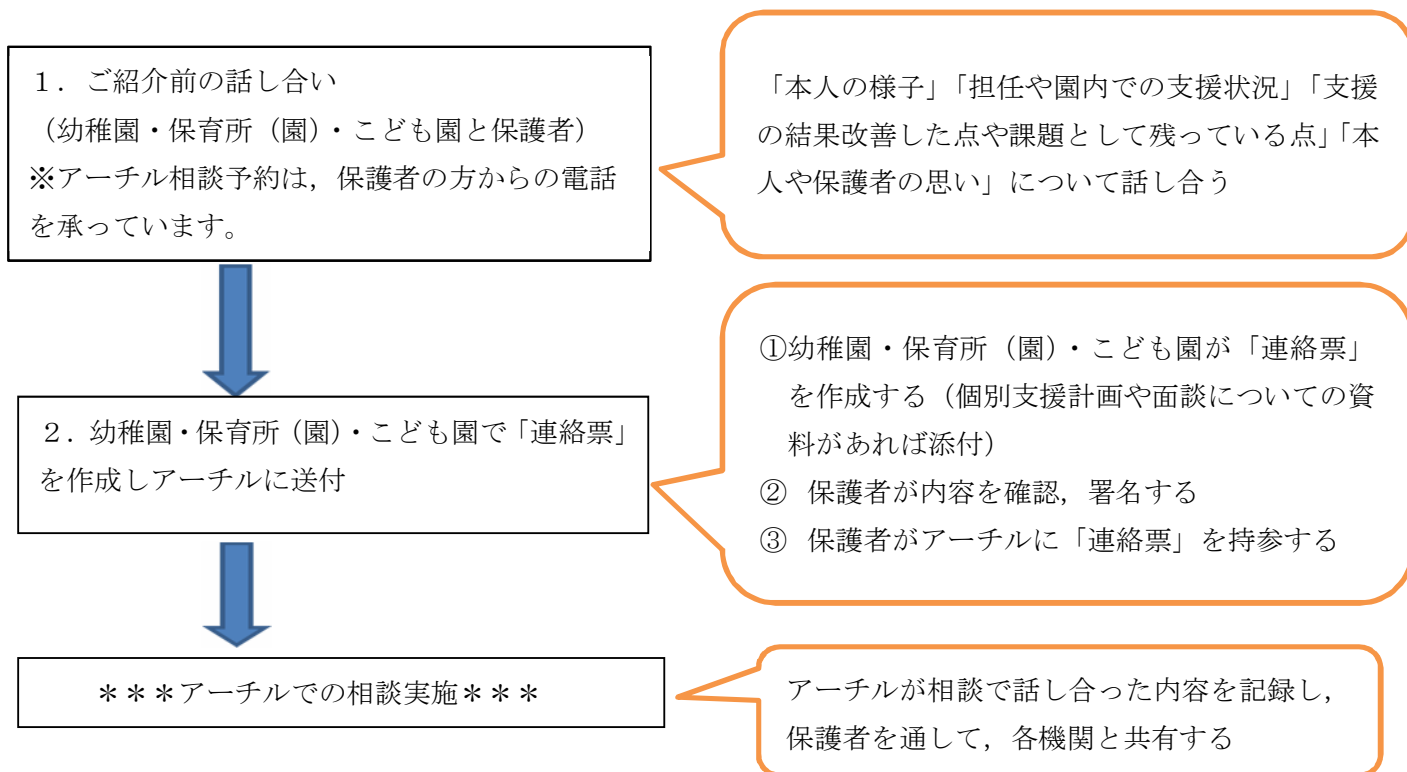 １．ご紹介前の話し合い
（幼稚園・保育所（園）・こども園と保護者）
※アーチル相談予約は，保護者の方からの電話
を承っています。
「本人の様子」「担任や園内での支援状況」「支援
の結果改善した点や課題として残っている点」「本
人や保護者の思い」について話し合う
２．幼稚園・保育所（園）・こども園で「連絡票」
を作成しアーチルに送付
①幼稚園・保育所（園）・こども園が「連絡票」
を作成する（個別支援計画や面談についての資
料があれば添付）
② 保護者が内容を確認，署名する
③ 保護者がアーチルに「連絡票」を持参する
＊＊＊アーチルでの相談実施＊＊＊
アーチルが相談で話し合った内容を記録し，
保護者を通して，各機関と共有する